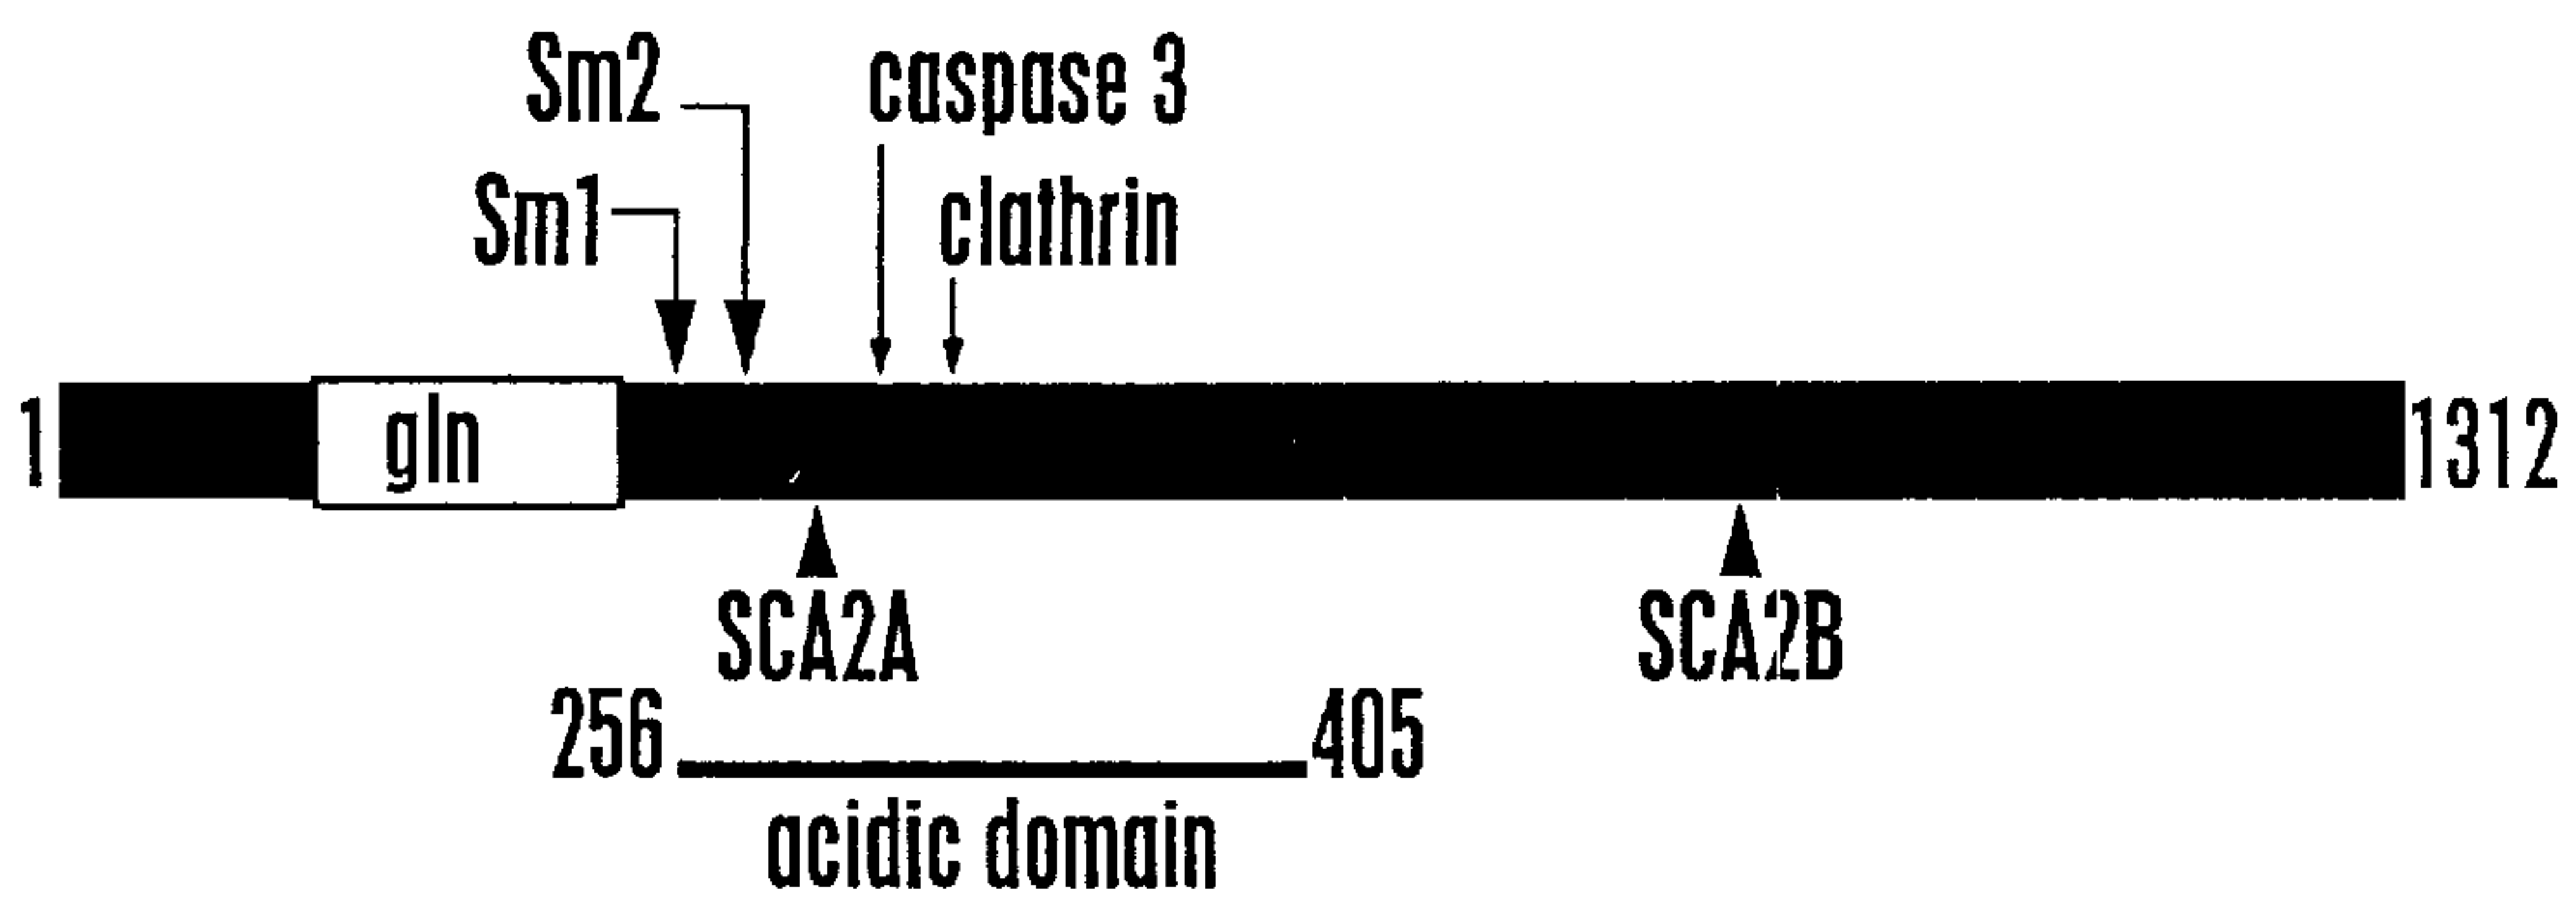 Sm2
caspase 3
Sm1
clathrin
1
gln
1312
SCA2A
SCA2B
256
405
acidic domain